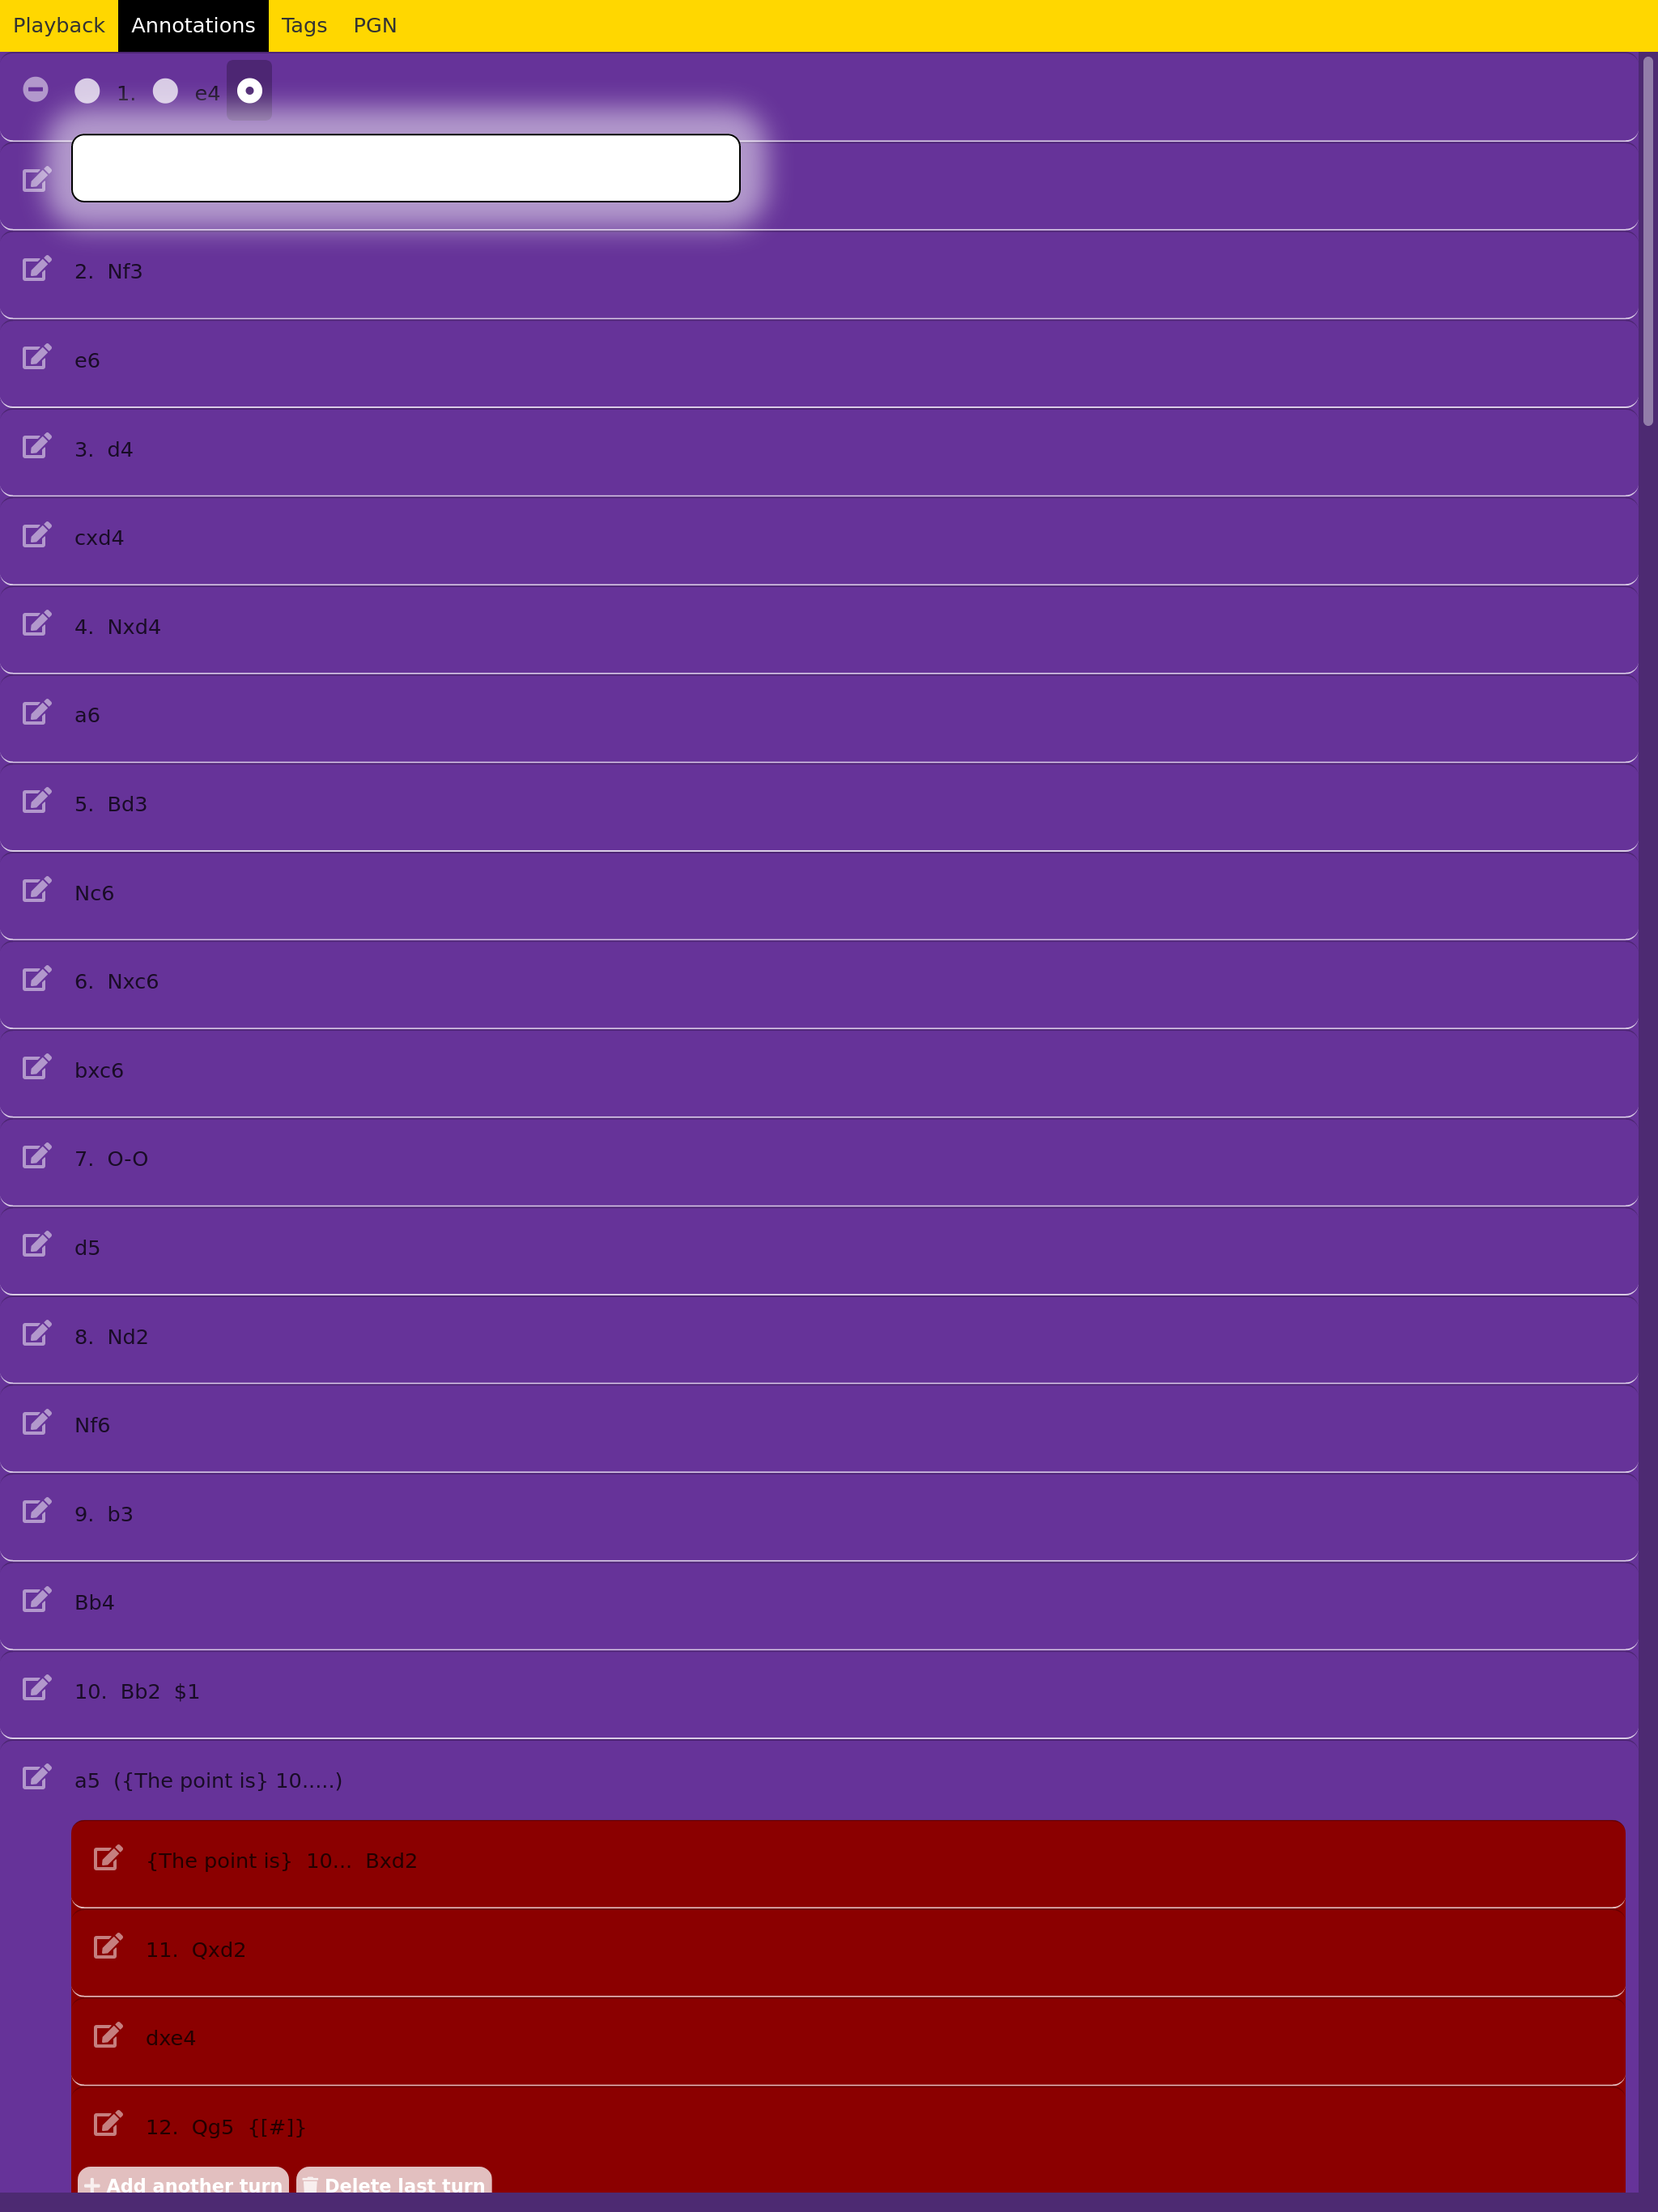 Playback Annotations Tags PGN
1. e4
2. Nf3
e6
3. d4
cxd4
4. Nxd4
a6
5. Bd3
Nc6
6. Nxc6
bxc6
7. O-O
d5
8. Nd2
Nf6
9. b3
Bb4
10. Bb2 $1
a5 ({The point is} 10.....)
{The point is} 10... Bxd2
11. Qxd2
dxe4
12. Qg5 {[#]}
Add another turn Delete last turn